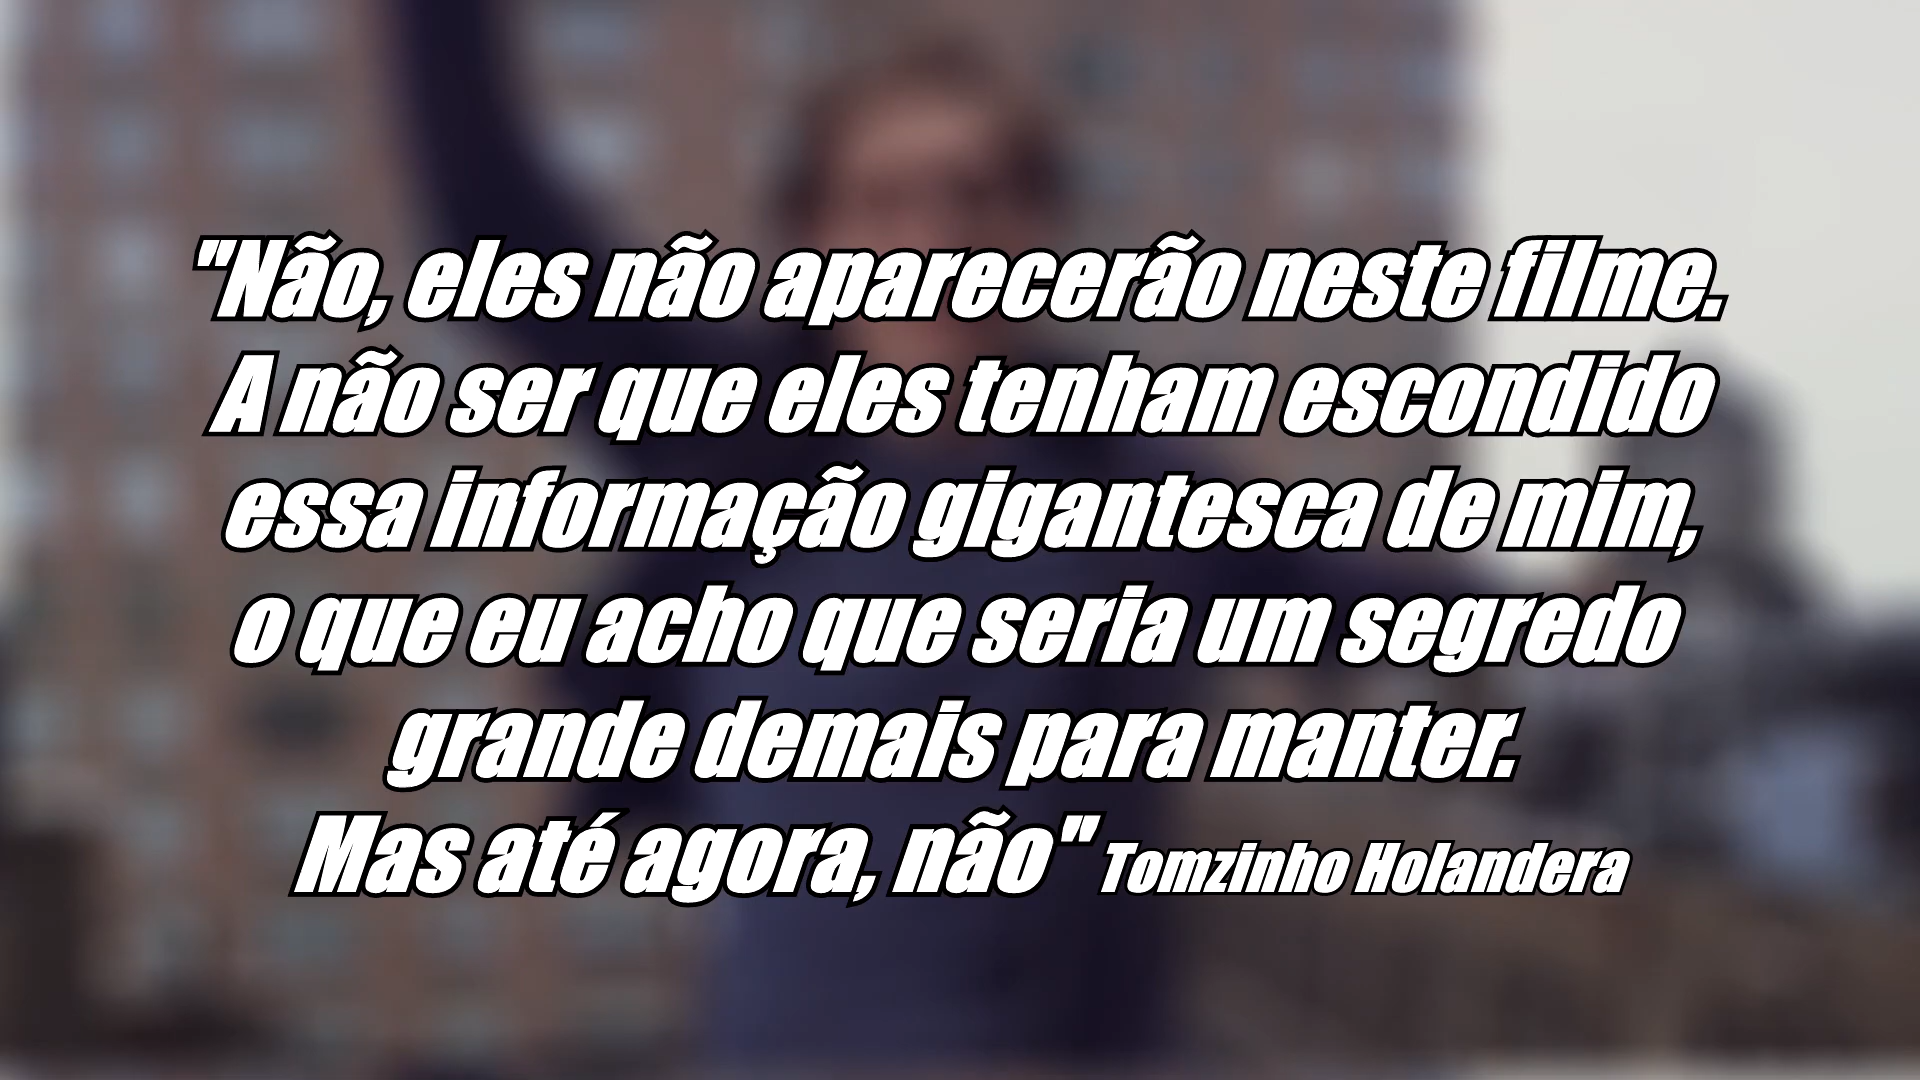 "Não, eles não aparecerão neste filme.
A não ser que eles tenham escondido
essa informação gigantesca de mim,
o que eu acho que seria um segredo
grande demais para manter.
Mas até agora, não" Tomzinho Holandera